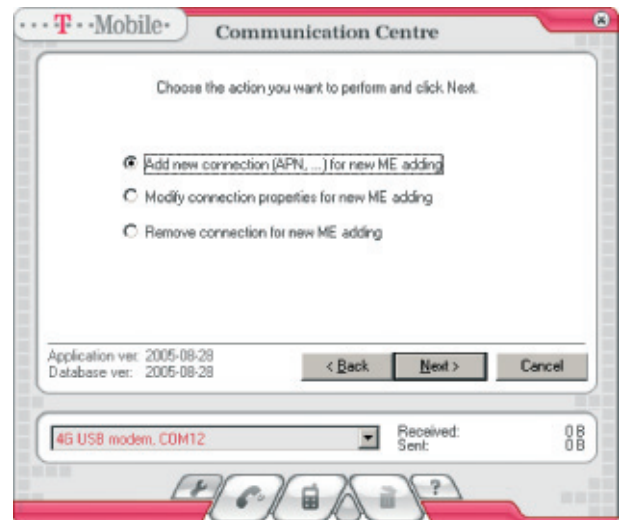 ···T··Mobile·
Communication Centre
Choose the action you want to perform and click Next.
Add new connection (APN, ...) for new ME adding
Modify connection properties for new ME adding
Remove connection for new ME adding
Application ver: 2005-08-28
Database ver: 2005-08-28
< Back
Next >
Cancel
4G USB modem, COM12
Received: 0 B
Sent: 0 B
?